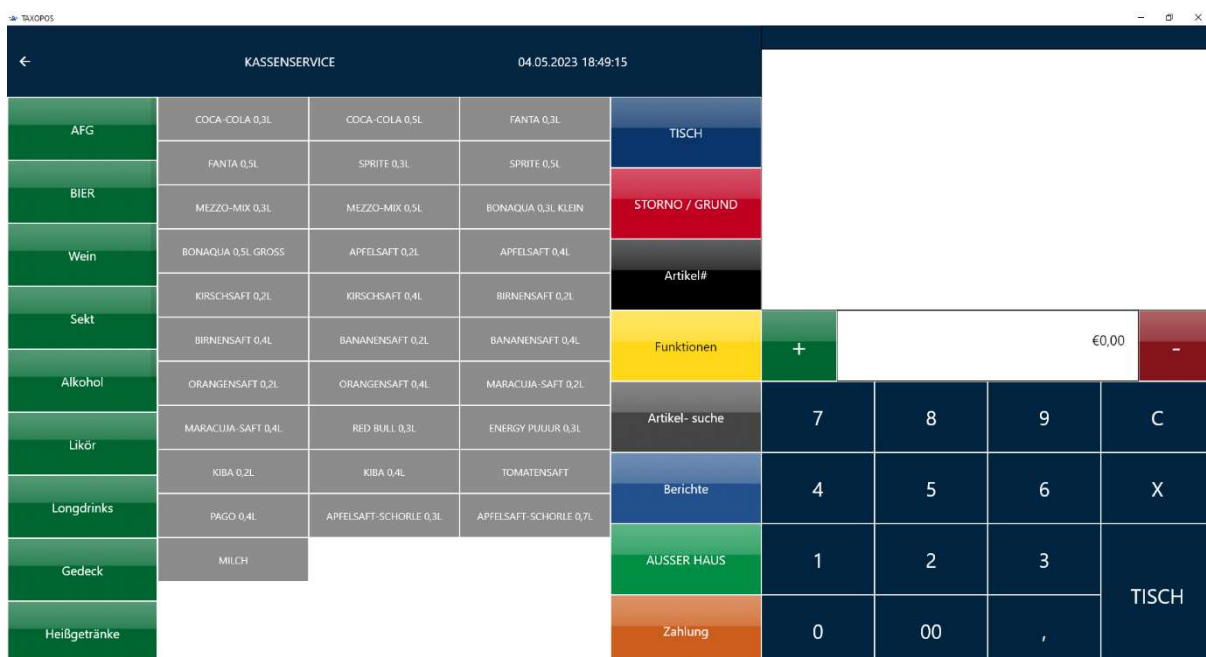 TAXOPOS
KASSENSERVICE 04.05.2023 18:49:15
AFG
BIER
Wein
Sekt
Alkohol
Likör
Longdrinks
Gedeck
Heißgetränke
COCA-COLA 0,3L COCA-COLA 0,5L FANTA 0,3L
FANTA 0,5L SPRITE 0,3L SPRITE 0,5L
MEZZO-MIX 0,3L MEZZO-MIX 0,5L BONAQUA 0,3L KLEIN
BONAQUA 0,5L GROSS APFELSAFT 0,2L APFELSAFT 0,4L
KIRSCHSAFT 0,2L KIRSCHSAFT 0,4L BIRNENSAFT 0,2L
BIRNENSAFT 0,4L BANANENSAFT 0,2L BANANENSAFT 0,4L
ORANGENSAFT 0,2L ORANGENSAFT 0,4L MARACUJA-SAFT 0,2L
MARACUJA-SAFT 0,4L RED BULL 0,3L ENERGY PUUUR 0,3L
KIBA 0,2L KIBA 0,4L TOMATENSAFT
PAGO 0,4L APFELSAFT-SCHORLE 0,3L APFELSAFT-SCHORLE 0,7L
MILCH
TISCH
STORNO / GRUND
Artikel#
Funktionen
Artikel- suche
Berichte
AUSSER HAUS
Zahlung
+ €0,00 -
7 8 9 C
4 5 6 X
1 2 3
TISCH
0 00 ,